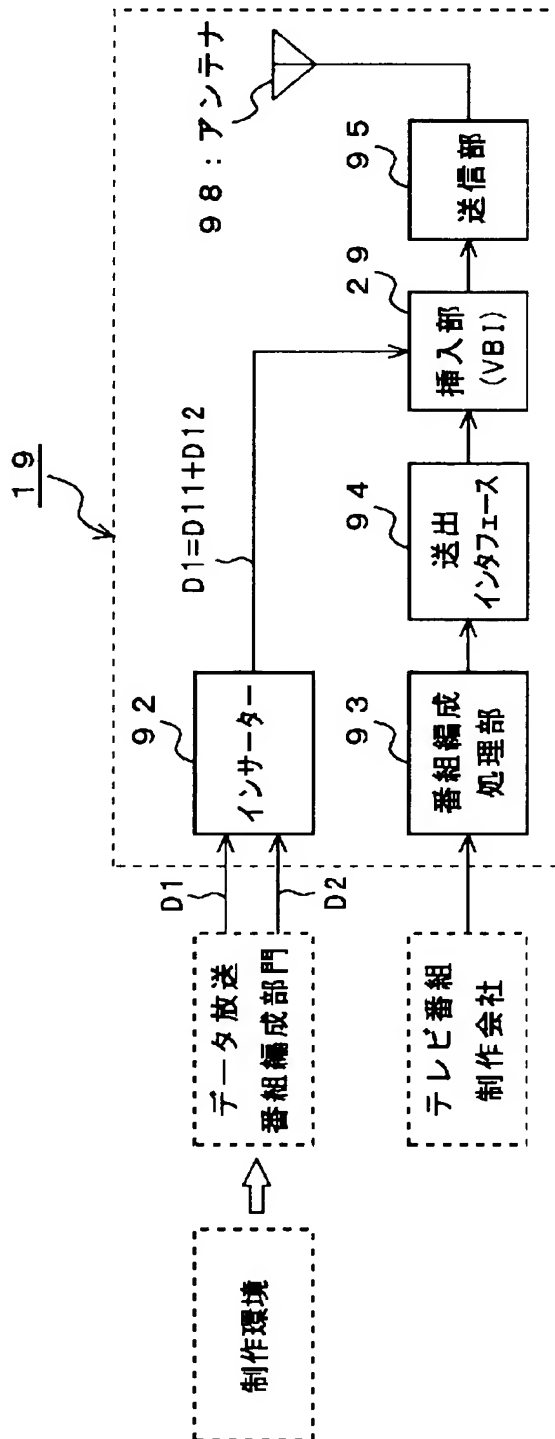 19
98：アンテナ
制作環境
データ放送
番組編成部門
D1
D2
92
インサーター
D1=D11+D12
テレビ番組
制作会社
93
番組編成
処理部
94
送出
インタフェース
29
挿入部
(VBI)
95
送信部